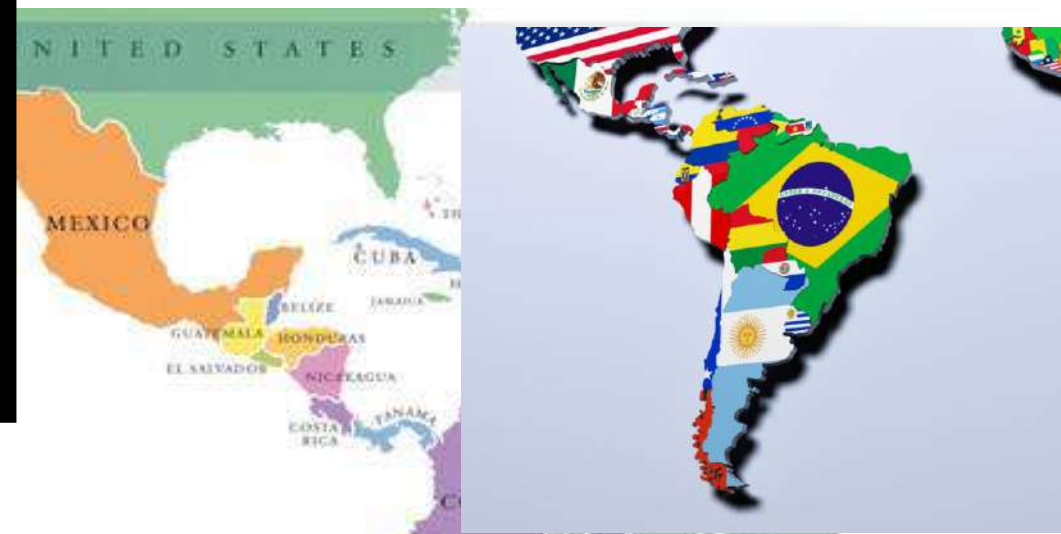 NITED STATES
MEXICO
CUBA
JAMAICA
BELIZE
GUATEMALA
HONDURAS
EL SALVADOR
NICARAGUA
COSTA
RICA
PANAMA